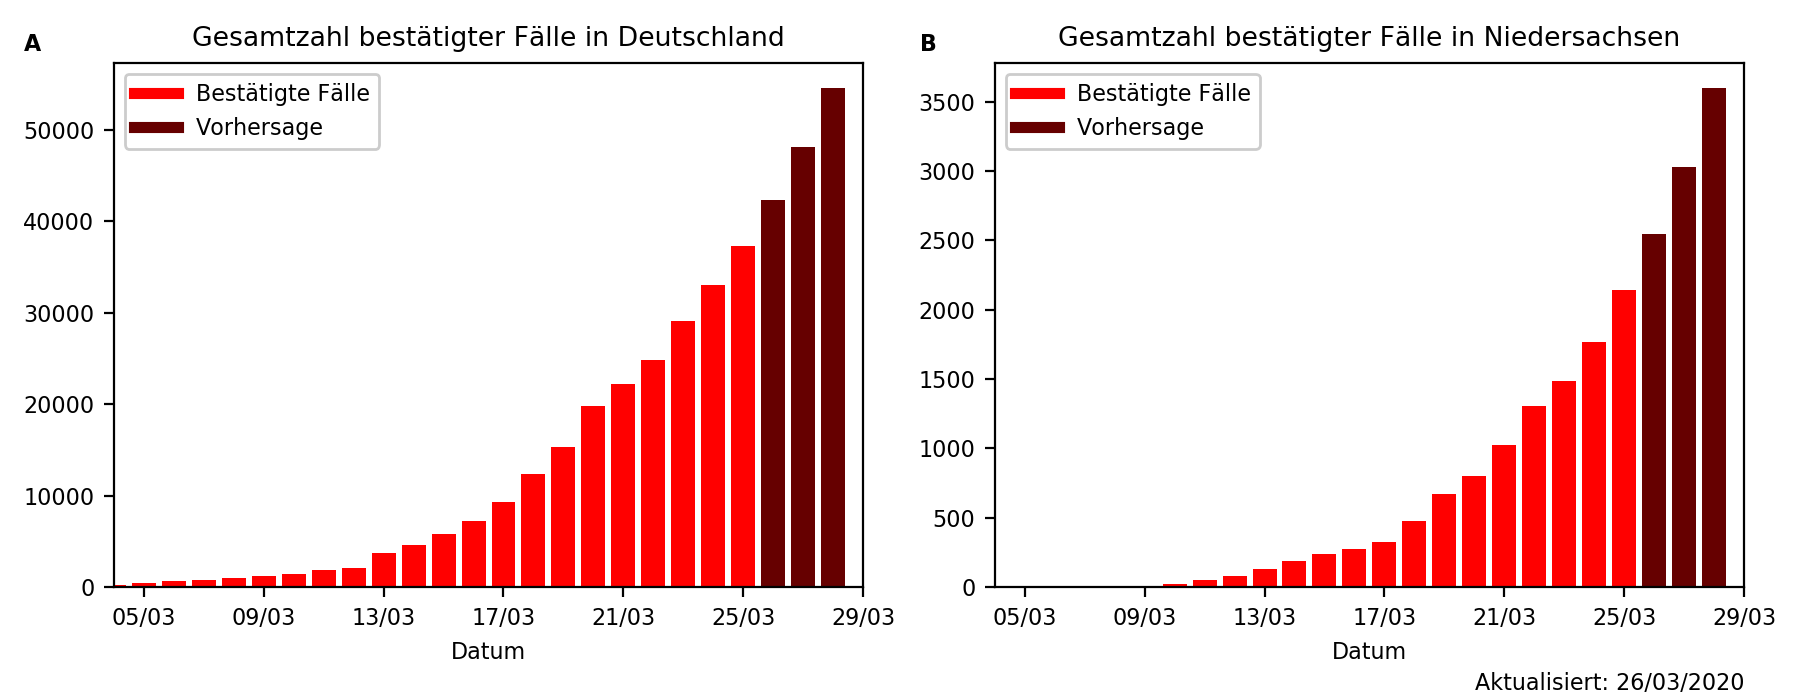 A
Gesamtzahl bestätigter Fälle in Deutschland
Bestätigte Fälle
Vorhersage
50000
40000
30000
20000
10000
0
05/03 09/03 13/03 17/03 21/03 25/03 29/03
Datum
B
Gesamtzahl bestätigter Fälle in Niedersachsen
Bestätigte Fälle
Vorhersage
3500
3000
2500
2000
1500
1000
500
0
05/03 09/03 13/03 17/03 21/03 25/03 29/03
Datum
Aktualisiert: 26/03/2020